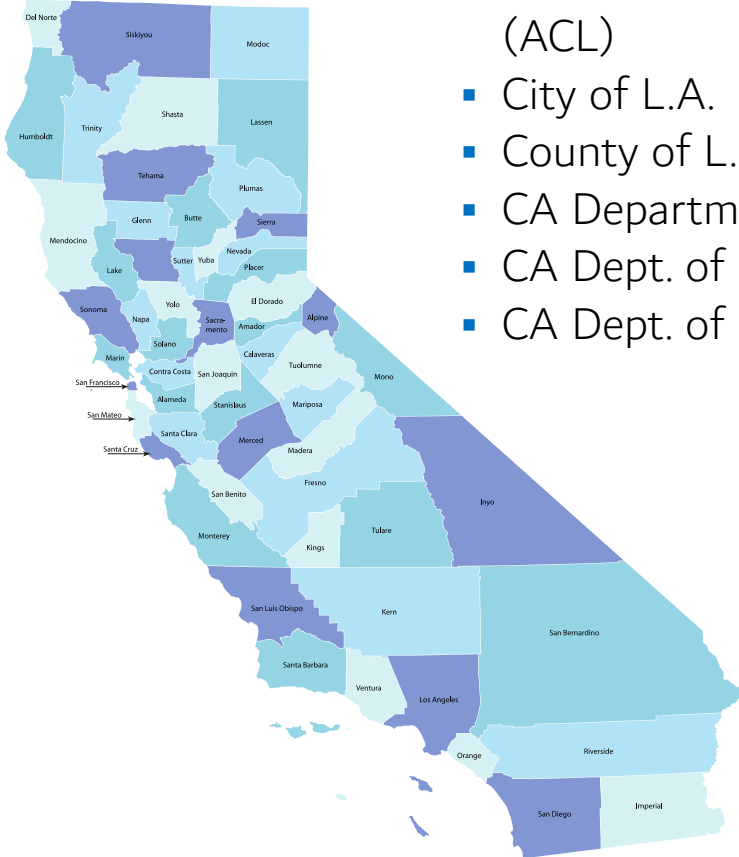 (ACL)
▪ City of L.A.
▪ County of L.
▪ CA Departm
▪ CA Dept. of
▪ CA Dept. of
Del Norte
Siskiyou
Modoc
Humboldt
Trinity
Shasta
Lassen
Tehama
Plumas
Mendocino
Glenn
Butte
Sierra
Lake
Sutter
Yuba
Nevada
Placer
Sonoma
Napa
Yolo
Sacra-
mento
El Dorado
Alpine
Solano
Amador
Marin
Contra Costa
San Joaquin
Calaveras
Tuolumne
Mono
San Francisco
Alameda
Stanislaus
Mariposa
San Mateo
Santa Clara
Merced
Madera
Santa Cruz
San Benito
Fresno
Inyo
Monterey
Kings
Tulare
San Luis Obispo
Kern
San Bernardino
Santa Barbara
Ventura
Los Angeles
Orange
Riverside
San Diego
Imperial